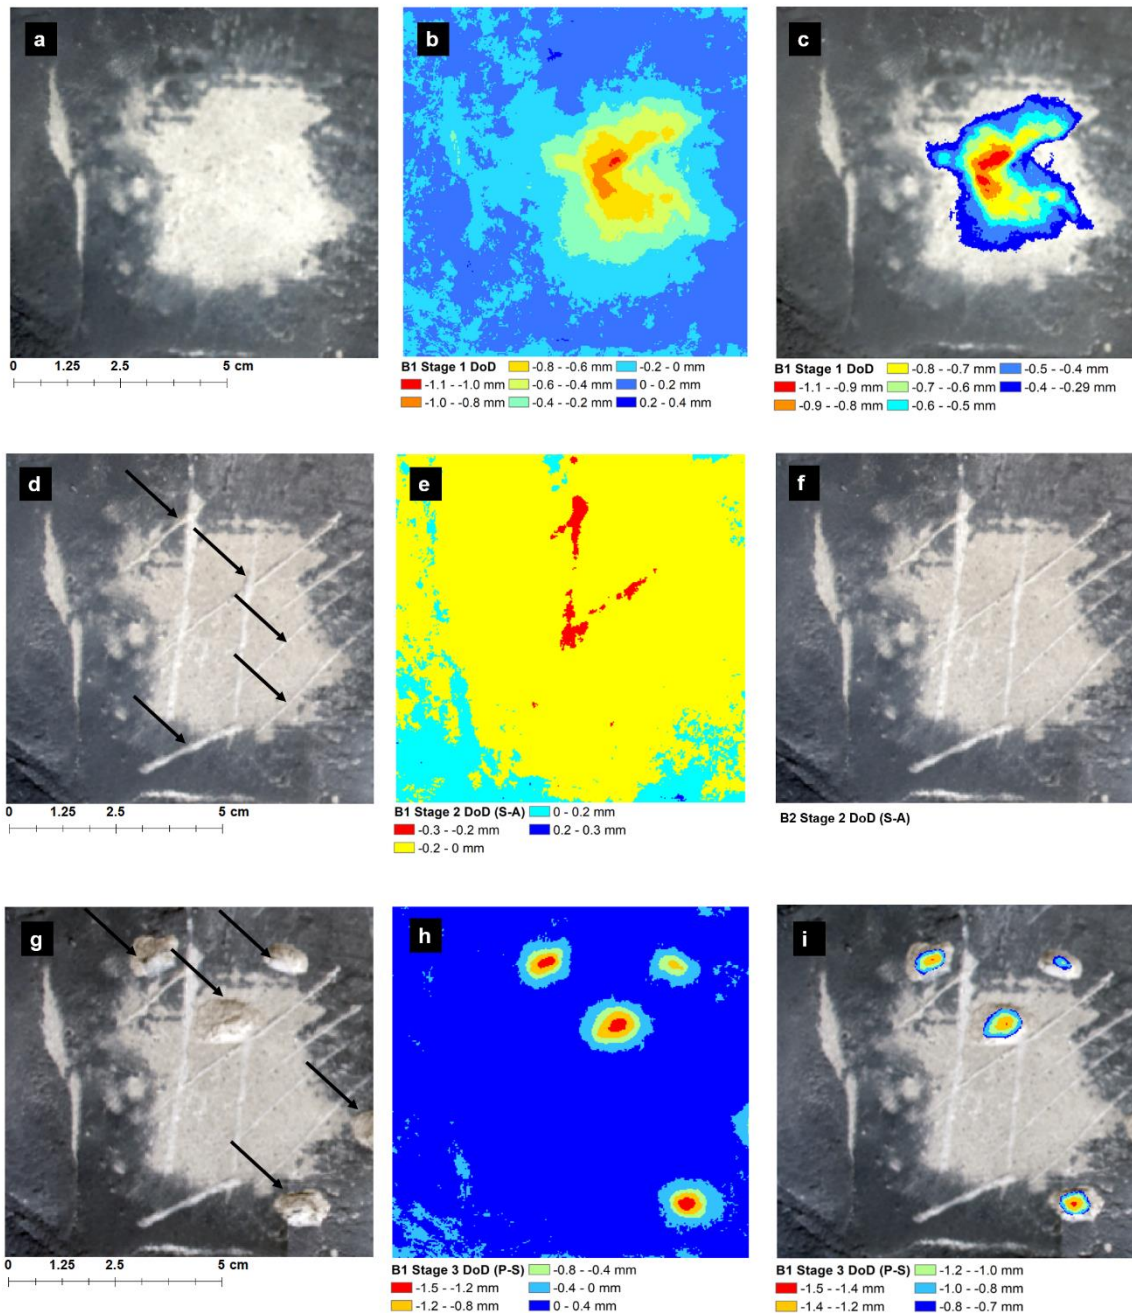 a
b
c
0 1.25 2.5 5 cm
B1 Stage 1 DoD
-1.1 - -1.0 mm
-1.0 - -0.8 mm
-0.8 - -0.6 mm
-0.6 - -0.4 mm
-0.4 - -0.2 mm
-0.2 - 0 mm
0 - 0.2 mm
0.2 - 0.4 mm
B1 Stage 1 DoD
-1.1 - -0.9 mm
-0.9 - -0.8 mm
-0.8 - -0.7 mm
-0.7 - -0.6 mm
-0.6 - -0.5 mm
-0.5 - -0.4 mm
-0.4 - -0.29 mm
d
e
f
0 1.25 2.5 5 cm
B1 Stage 2 DoD (S-A)
-0.3 - -0.2 mm
-0.2 - 0 mm
0 - 0.2 mm
0.2 - 0.3 mm
B2 Stage 2 DoD (S-A)
g
h
i
0 1.25 2.5 5 cm
B1 Stage 3 DoD (P-S)
-1.5 - -1.2 mm
-1.2 - -0.8 mm
-0.8 - -0.4 mm
-0.4 - 0 mm
0 - 0.4 mm
B1 Stage 3 DoD (P-S)
-1.5 - -1.4 mm
-1.4 - -1.2 mm
-1.2 - -1.0 mm
-1.0 - -0.8 mm
-0.8 - -0.7 mm